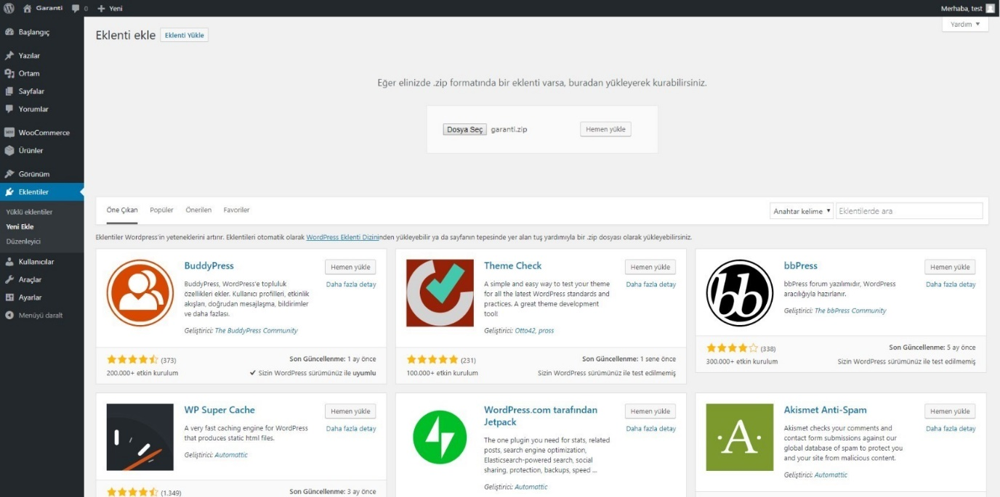 Garanti 0 Yeni Merhaba, test
Başlangıç
Yazılar
Ortam
Sayfalar
Yorumlar
WooCommerce
Ürünler
Görünüm
Eklentiler
Yüklü eklentiler
Yeni Ekle
Düzenleyici
Kullanıcılar
Araçlar
Ayarlar
Menüyü daralt
Yardım
Eklenti ekle Eklenti Yükle
Eğer elinizde .zip formatında bir eklenti varsa, buradan yükleyerek kurabilirsiniz.
Dosya Seç garanti.zip Hemen yükle
Öne Çıkan Popüler Önerilen Favoriler Anahtar kelime Eklentilerde ara
Eklentiler Wordpress'in yeteneklerini artırır. Eklentileri otomatik olarak WordPress Eklenti Dizininden yükleyebilir ya da sayfanın tepesinde yer alan tuş yardımıyla bir .zip dosyası olarak yükleyebilirsiniz.
BuddyPress
Hemen yükle
Daha fazla detay
BuddyPress, WordPress'e topluluk
özellikleri ekler. Kullanıcı profilleri, etkinlik
akışları, doğrudan mesajlaşma, bildirimler
ve daha fazlası.
Geliştirici: The BuddyPress Community
(373)
200.000+ etkin kurulum
Son Güncellenme: 1 ay önce
Sizin WordPress sürümünüz ile uyumlu
Theme Check
Hemen yükle
Daha fazla detay
A simple and easy way to test your theme
for all the latest WordPress standards and
practices. A great theme development
tool!
Geliştirici: Otto42, pross
(231)
100.000+ etkin kurulum
Son Güncellenme: 1 sene önce
Sizin WordPress sürümünüz ile test edilmemiş
bb
bbPress
Hemen yükle
Daha fazla detay
bbPress forum yazılımıdır, WordPress
aracılığıyla hazırlanır.
Geliştirici: The bbPress Community
(338)
300.000+ etkin kurulum
Son Güncellenme: 5 ay önce
Sizin WordPress sürümünüz ile test edilmemiş
WP Super Cache
Hemen yükle
Daha fazla detay
A very fast caching engine for WordPress
that produces static html files.
Geliştirici: Automattic
(1.349)
Son Güncellenme: 3 ay önce
WordPress.com tarafından
Jetpack
Hemen yükle
Daha fazla detay
The one plugin you need for stats, related
posts, search engine optimization,
Elasticsearch-powered search, social
sharing, protection, backups, speed ...
Geliştirici: Automattic
·A·
Akismet Anti-Spam
Hemen yükle
Daha fazla detay
Akismet checks your comments and
contact form submissions against our
global database of spam to protect you
and your site from malicious content.
Geliştirici: Automattic